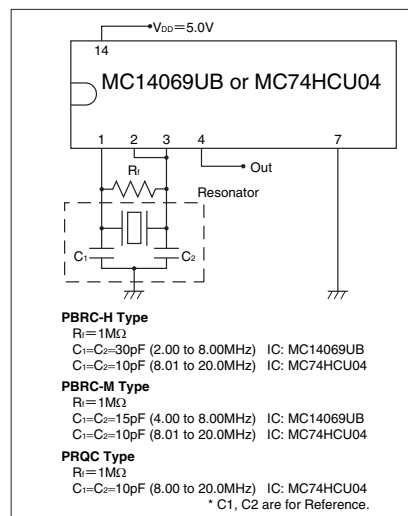 VDD=5.0V
14
MC14069UB or MC74HCU04
1 2 3 4 7
Rf
Out
Resonator
C1 C2
PBRC-H Type
Rf=1MΩ
C1=C2=30pF (2.00 to 8.00MHz) IC: MC14069UB
C1=C2=10pF (8.01 to 20.0MHz) IC: MC74HCU04
PBRC-M Type
Rf=1MΩ
C1=C2=15pF (4.00 to 8.00MHz) IC: MC14069UB
C1=C2=10pF (8.01 to 20.0MHz) IC: MC74HCU04
PRQC Type
Rf=1MΩ
C1=C2=10pF (8.00 to 20.0MHz) IC: MC74HCU04
* C1, C2 are for Reference.